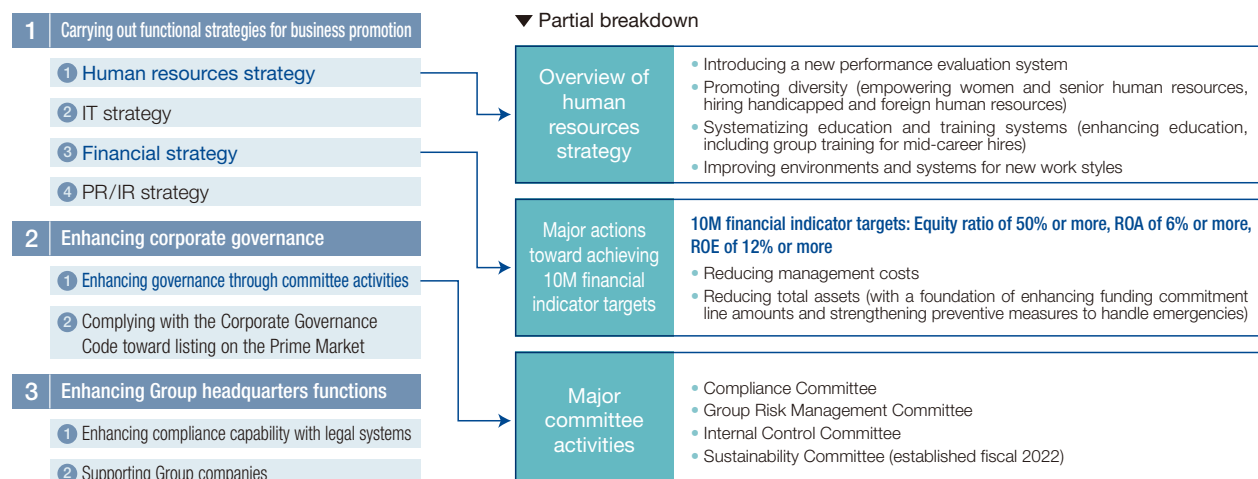 1 Carrying out functional strategies for business promotion
1 Human resources strategy
2 IT strategy
3 Financial strategy
4 PR/IR strategy
2 Enhancing corporate governance
1 Enhancing governance through committee activities
2 Complying with the Corporate Governance
Code toward listing on the Prime Market
3 Enhancing Group headquarters functions
1 Enhancing compliance capability with legal systems
2 Supporting Group companies
▼ Partial breakdown
Overview of
human
resources
strategy
• Introducing a new performance evaluation system
• Promoting diversity (empowering women and senior human resources,
hiring handicapped and foreign human resources)
• Systematizing education and training systems (enhancing education,
including group training for mid-career hires)
• Improving environments and systems for new work styles
Major actions
toward achieving
10M financial
indicator targets
10M financial indicator targets: Equity ratio of 50% or more, ROA of 6% or more,
ROE of 12% or more
• Reducing management costs
• Reducing total assets (with a foundation of enhancing funding commitment
line amounts and strengthening preventive measures to handle emergencies)
Major
committee
activities
• Compliance Committee
• Group Risk Management Committee
• Internal Control Committee
• Sustainability Committee (established fiscal 2022)